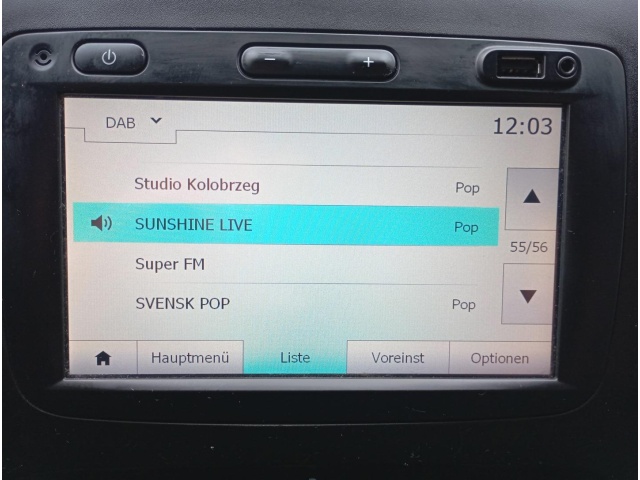 DAB
12:03
Studio Kolobrzeg Pop
SUNSHINE LIVE Pop
55/56
Super FM
SVENSK POP Pop
Hauptmenü Liste Voreinst Optionen